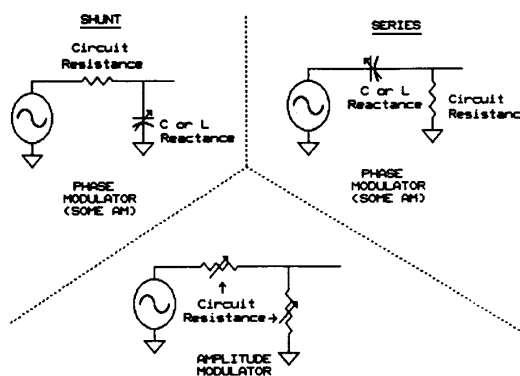 SHUNT
Circuit
Resistance
C or L
Reactance
PHASE
MODULATOR
(SOME AM)
SERIES
C or L
Reactance
Circuit
Resistance
PHASE
MODULATOR
(SOME AM)
Circuit
Resistance→
AMPLITUDE
MODULATOR